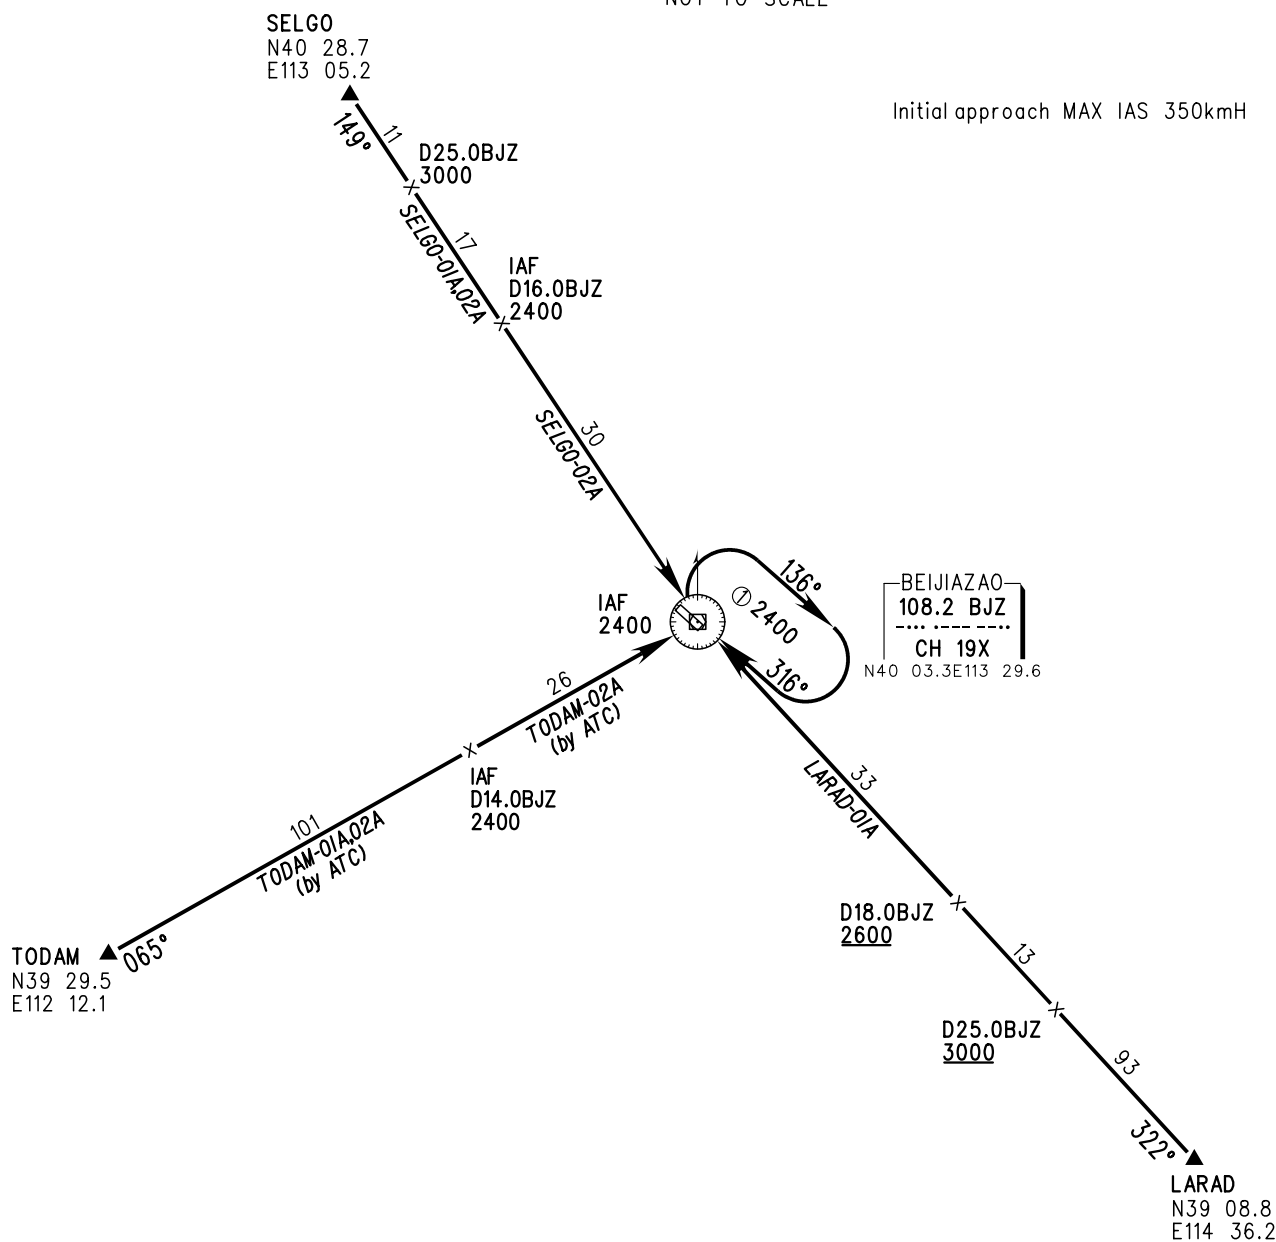 NOT TO SCALE
SELGO
N40 28.7
E113 05.2
Initial approach MAX IAS 350kmH
149°
11
D25.0BJZ
3000
SELGO-01A,02A
17
IAF
D16.0BJZ
2400
SELGO-02A
30
136°
① 2400
316°
IAF
2400
BEIJIAZAO
108.2 BJZ
CH 19X
N40 03.3E113 29.6
26
TODAM-02A
(by ATC)
IAF
D14.0BJZ
2400
101
TODAM-01A,02A
(by ATC)
TODAM
N39 29.5
E112 12.1
065°
33
LARAD-01A
D18.0BJZ
2600
13
D25.0BJZ
3000
93
322°
LARAD
N39 08.8
E114 36.2